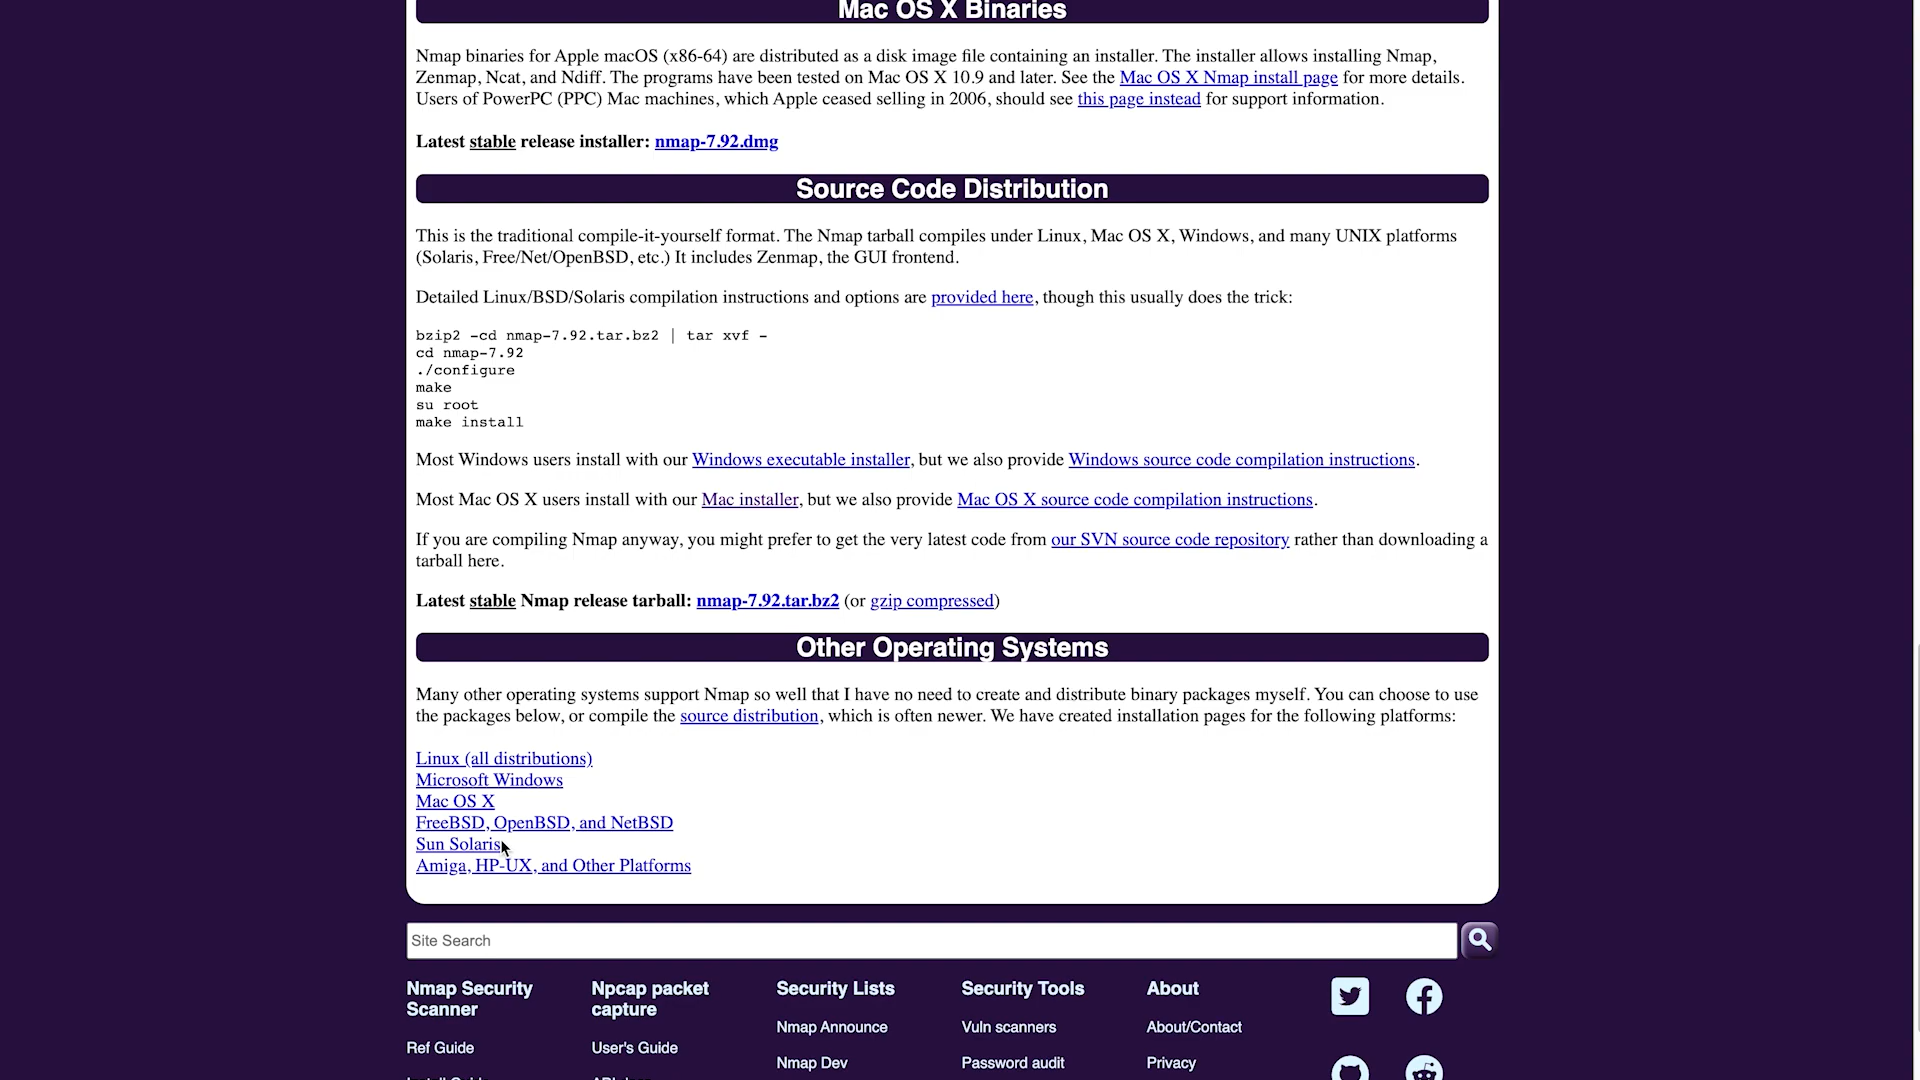 Mac OS X Binaries
Nmap binaries for Apple macOS (x86-64) are distributed as a disk image file containing an installer. The installer allows installing Nmap,
Zenmap, Ncat, and Ndiff. The programs have been tested on Mac OS X 10.9 and later. See the Mac OS X Nmap install page for more details.
Users of PowerPC (PPC) Mac machines, which Apple ceased selling in 2006, should see this page instead for support information.
Latest stable release installer: nmap-7.92.dmg
Source Code Distribution
This is the traditional compile-it-yourself format. The Nmap tarball compiles under Linux, Mac OS X, Windows, and many UNIX platforms
(Solaris, Free/Net/OpenBSD, etc.) It includes Zenmap, the GUI frontend.
Detailed Linux/BSD/Solaris compilation instructions and options are provided here, though this usually does the trick:
bzip2 -cd nmap-7.92.tar.bz2 | tar xvf -
cd nmap-7.92
./configure
make
su root
make install
Most Windows users install with our Windows executable installer, but we also provide Windows source code compilation instructions.
Most Mac OS X users install with our Mac installer, but we also provide Mac OS X source code compilation instructions.
If you are compiling Nmap anyway, you might prefer to get the very latest code from our SVN source code repository rather than downloading a
tarball here.
Latest stable Nmap release tarball: nmap-7.92.tar.bz2 (or gzip compressed)
Other Operating Systems
Many other operating systems support Nmap so well that I have no need to create and distribute binary packages myself. You can choose to use
the packages below, or compile the source distribution, which is often newer. We have created installation pages for the following platforms:
Linux (all distributions)
Microsoft Windows
Mac OS X
FreeBSD, OpenBSD, and NetBSD
Sun Solaris
Amiga, HP-UX, and Other Platforms
Site Search
Nmap Security
Scanner
Ref Guide
Npcap packet
capture
User's Guide
Security Lists
Nmap Announce
Nmap Dev
Security Tools
Vuln scanners
Password audit
About
About/Contact
Privacy